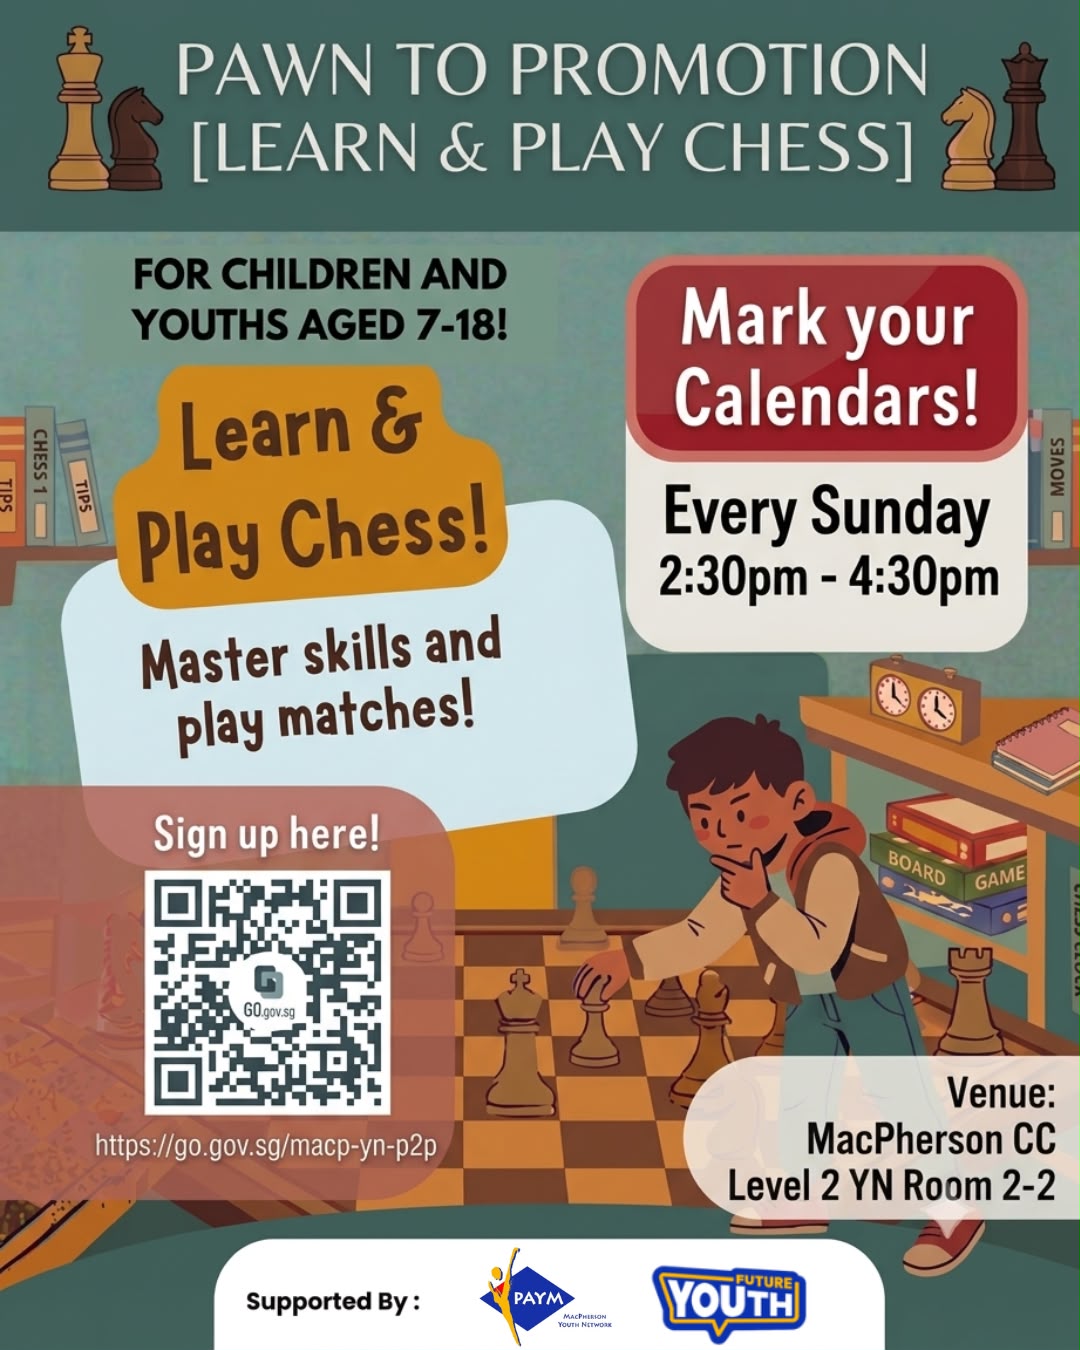 PAWN TO PROMOTION
[LEARN & PLAY CHESS]
FOR CHILDREN AND
YOUTHS AGED 7-18!
Mark your
Calendars!
Every Sunday
2:30pm - 4:30pm
Learn &
Play Chess!
Master skills and
play matches!
TIPS
CHESS 1
TIPS
MOVES
BOARD GAME
Sign up here!
GO.gov.sg
https://go.gov.sg/macp-yn-p2p
Venue:
MacPherson CC
Level 2 YN Room 2-2
Supported By :
PAYM
MACPHERSON
YOUTH NETWORK
FUTURE
YOUTH